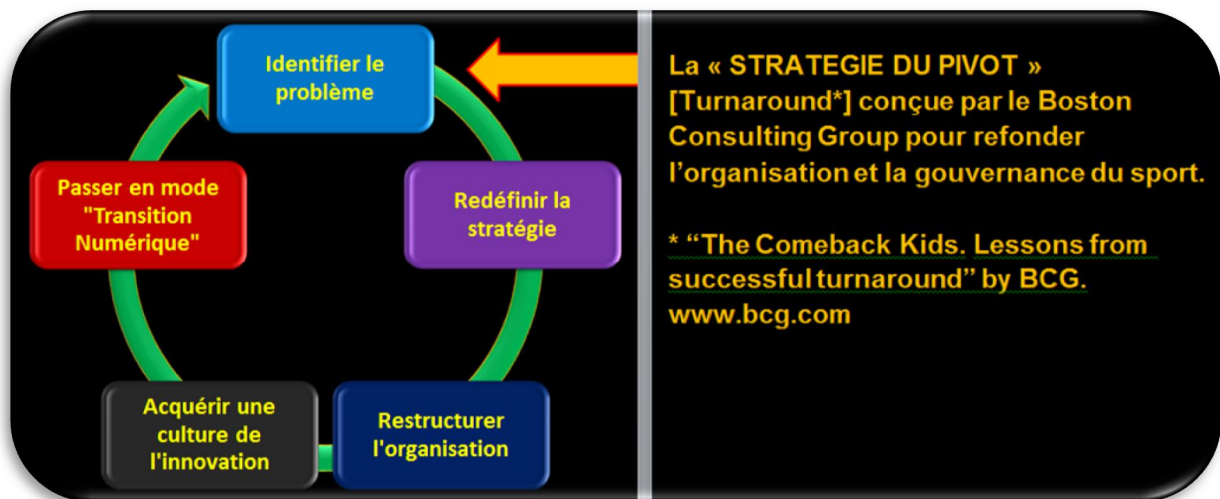 Identifier le
problème
Redéfinir la
stratégie
Restructurer
l'organisation
Acquérir une
culture de
l'innovation
Passer en mode
"Transition
Numérique"
La « STRATEGIE DU PIVOT »
[Turnaround*] conçue par le Boston
Consulting Group pour refonder
l’organisation et la gouvernance du sport.
* “The Comeback Kids. Lessons from
successful turnaround” by BCG.
www.bcg.com